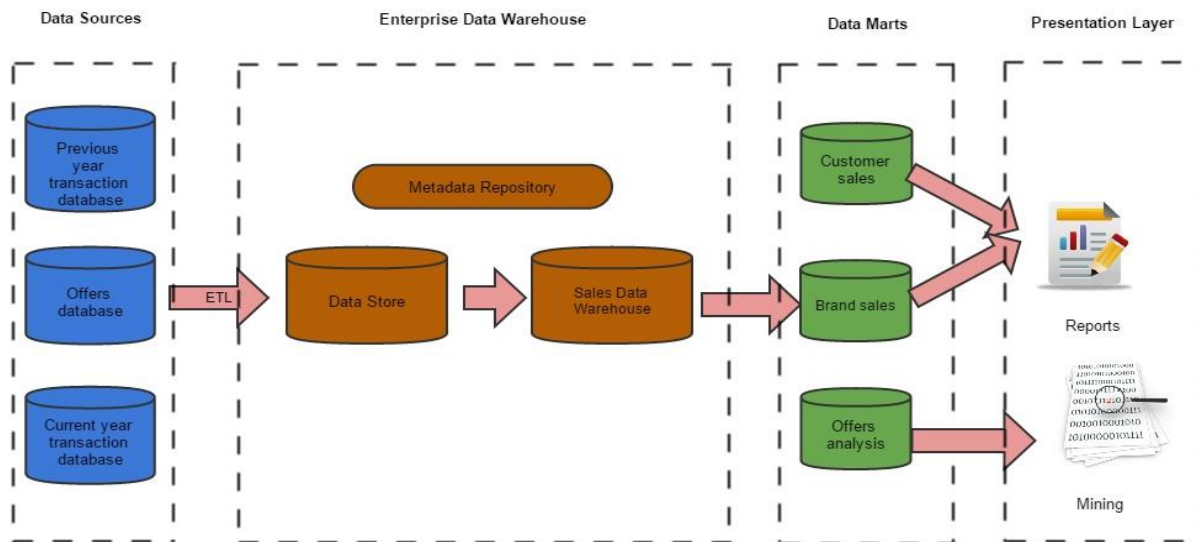 Data Sources
Enterprise Data Warehouse
Data Marts
Presentation Layer
Previous
year
transaction
database
Offers
database
Current year
transaction
database
ETL
Metadata Repository
Data Store
Sales Data
Warehouse
Customer
sales
Brand sales
Offers
analysis
Reports
Mining